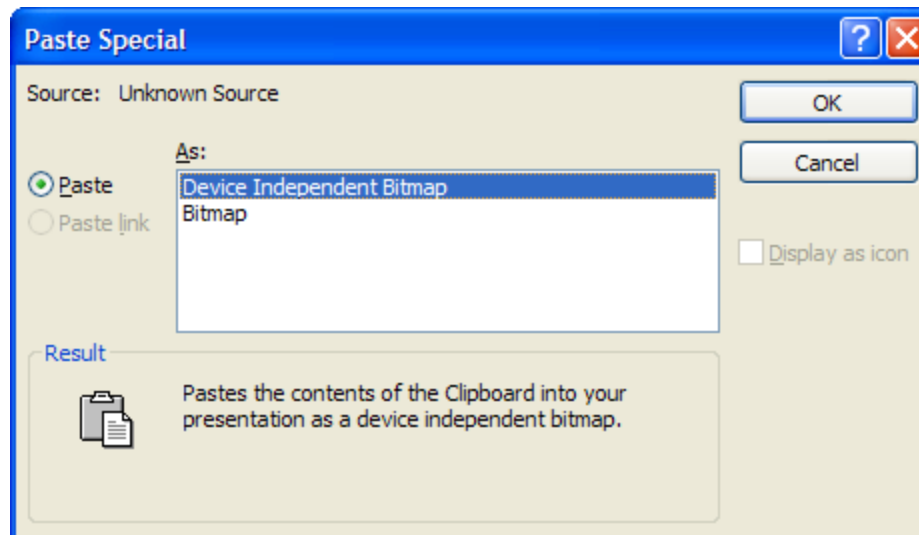 Paste Special
Source: Unknown Source
OK
As:
Cancel
Paste
Device Independent Bitmap
Paste link
Bitmap
Display as icon
Result
Pastes the contents of the Clipboard into your
presentation as a device independent bitmap.